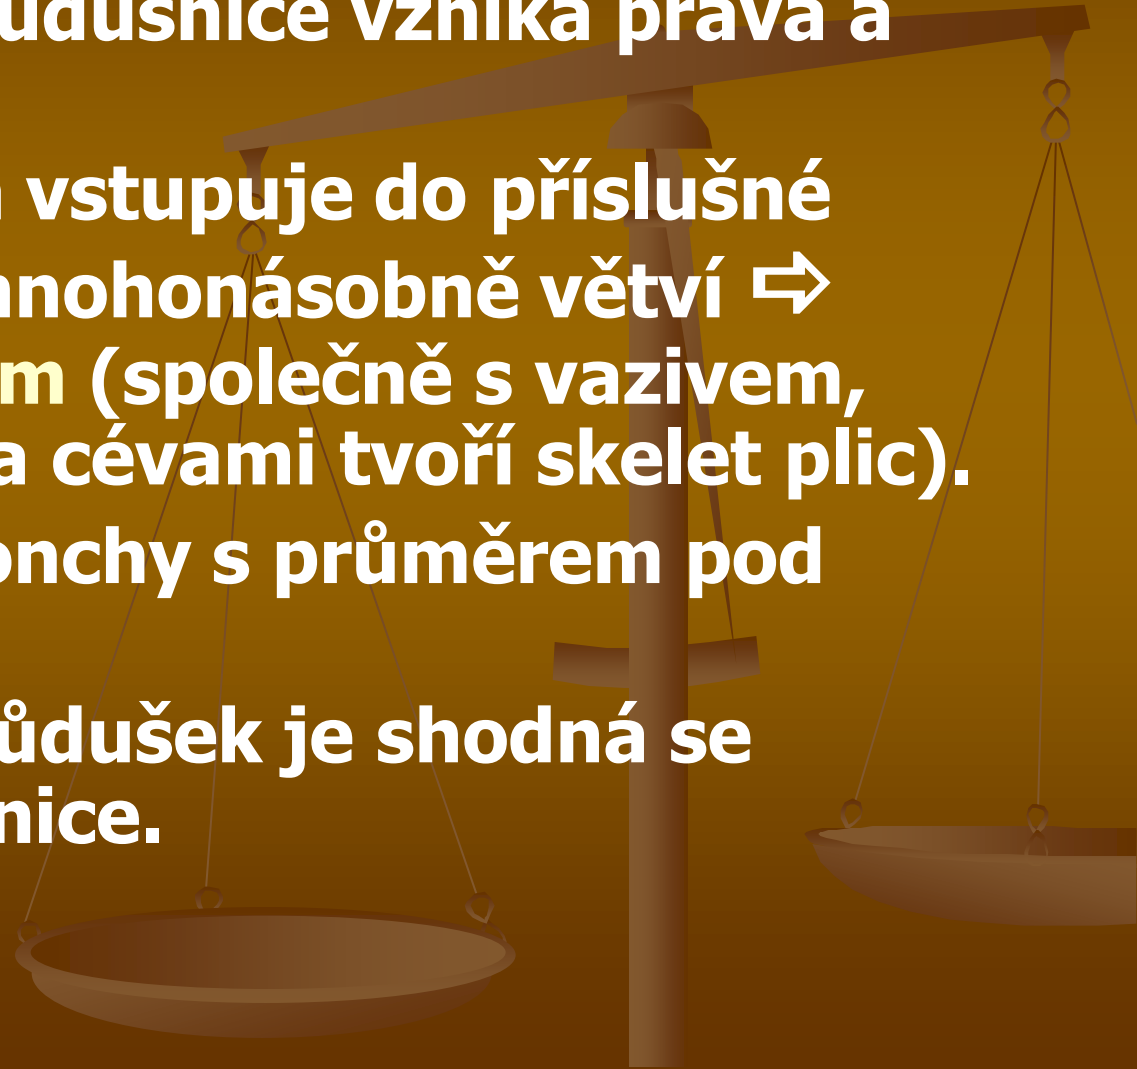 udušnice vzniká pravá a
vstupuje do příslušné
nnohonásobně větví ⇨
m (společně s vazivem,
a cévami tvoří skelet plic).
onchy s průměrem pod
ůdušek je shodná se
nice.